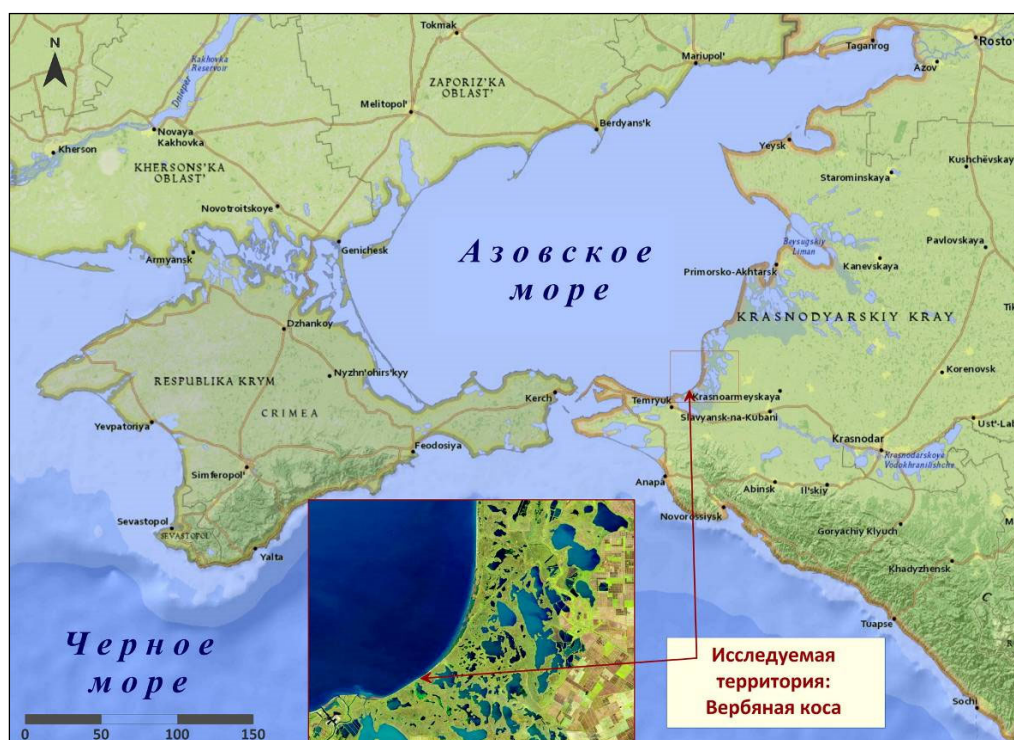 N
Tokmak
Kakhovka
Reservoir
Dnieper
ZAPORIZ'KA
OBLAST'
Mariupol'
Taganrog
Rostov
Azov
Melitopol'
Novaya
Kakhovka
Kherson
Berdyans'k
Yeysk
KHERSONS'KA
OBLAST'
Kushchëvskay
Starominskaya
Novotroitskoye
Genichesk
Armyansk
Азовское
море
Beysugskiy
Liman
Pavlovskaya
Primorsko-Akhtarsk
Kanevskaya
KRASNODYARSKIY KRAY
Tik
Dzhankoy
RESPUBLIKA KRYM
Nyzhn'ohirs'kyy
CRIMEA
Korenovsk
Kerch
Temryuk
Krasnoarmeyskaya
Slavyansk-na-Kubani
Yevpatoriya
Ust'-Lab
Feodosiya
Krasnodar
Krasnodarskoye
Vodokhranilishche
Simferopol'
Anapa
Abinsk
Il'skiy
Sevastopol
SEVASTOPOL
Novorossiysk
Goryachiy Klyuch
M
Yalta
Khadyzhensk
C
Черное
море
Tuapse
Исследуемая
территория:
Вербяная коса
Sochi
0 50 100 150